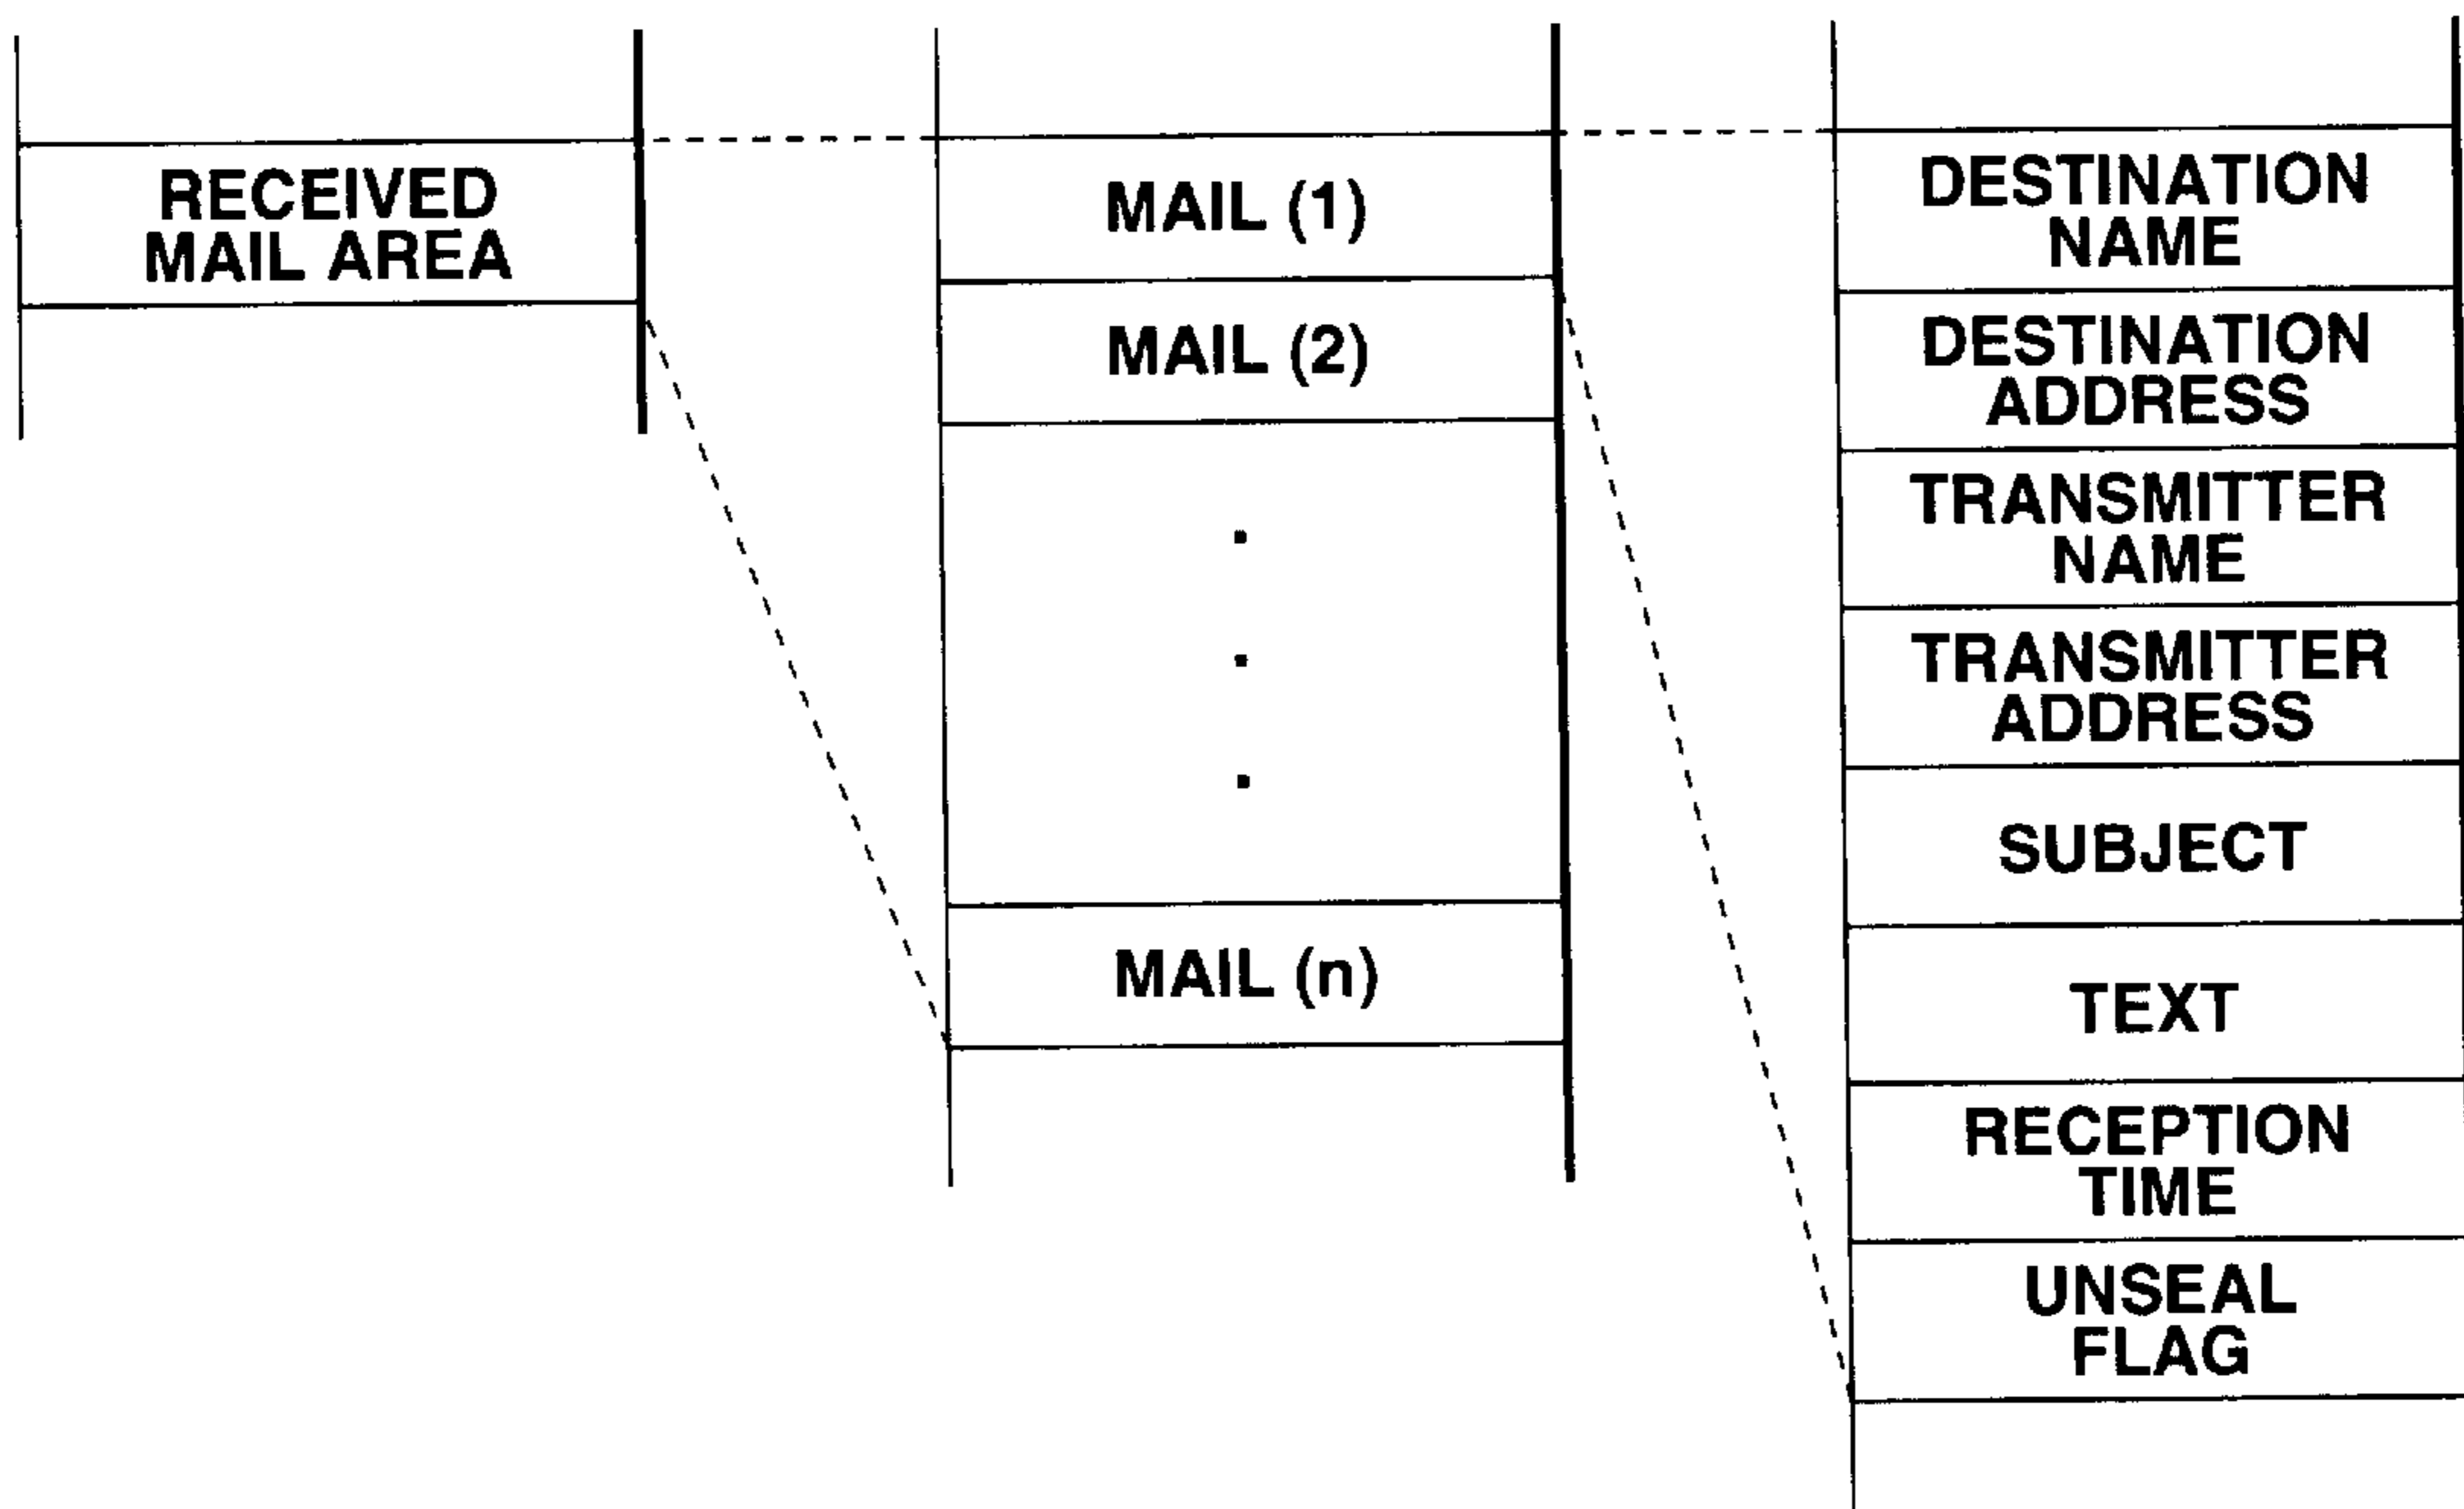 RECEIVED
MAIL AREA
MAIL (1)
MAIL (2)
MAIL (n)
DESTINATION
NAME
DESTINATION
ADDRESS
TRANSMITTER
NAME
TRANSMITTER
ADDRESS
SUBJECT
TEXT
RECEPTION
TIME
UNSEAL
FLAG